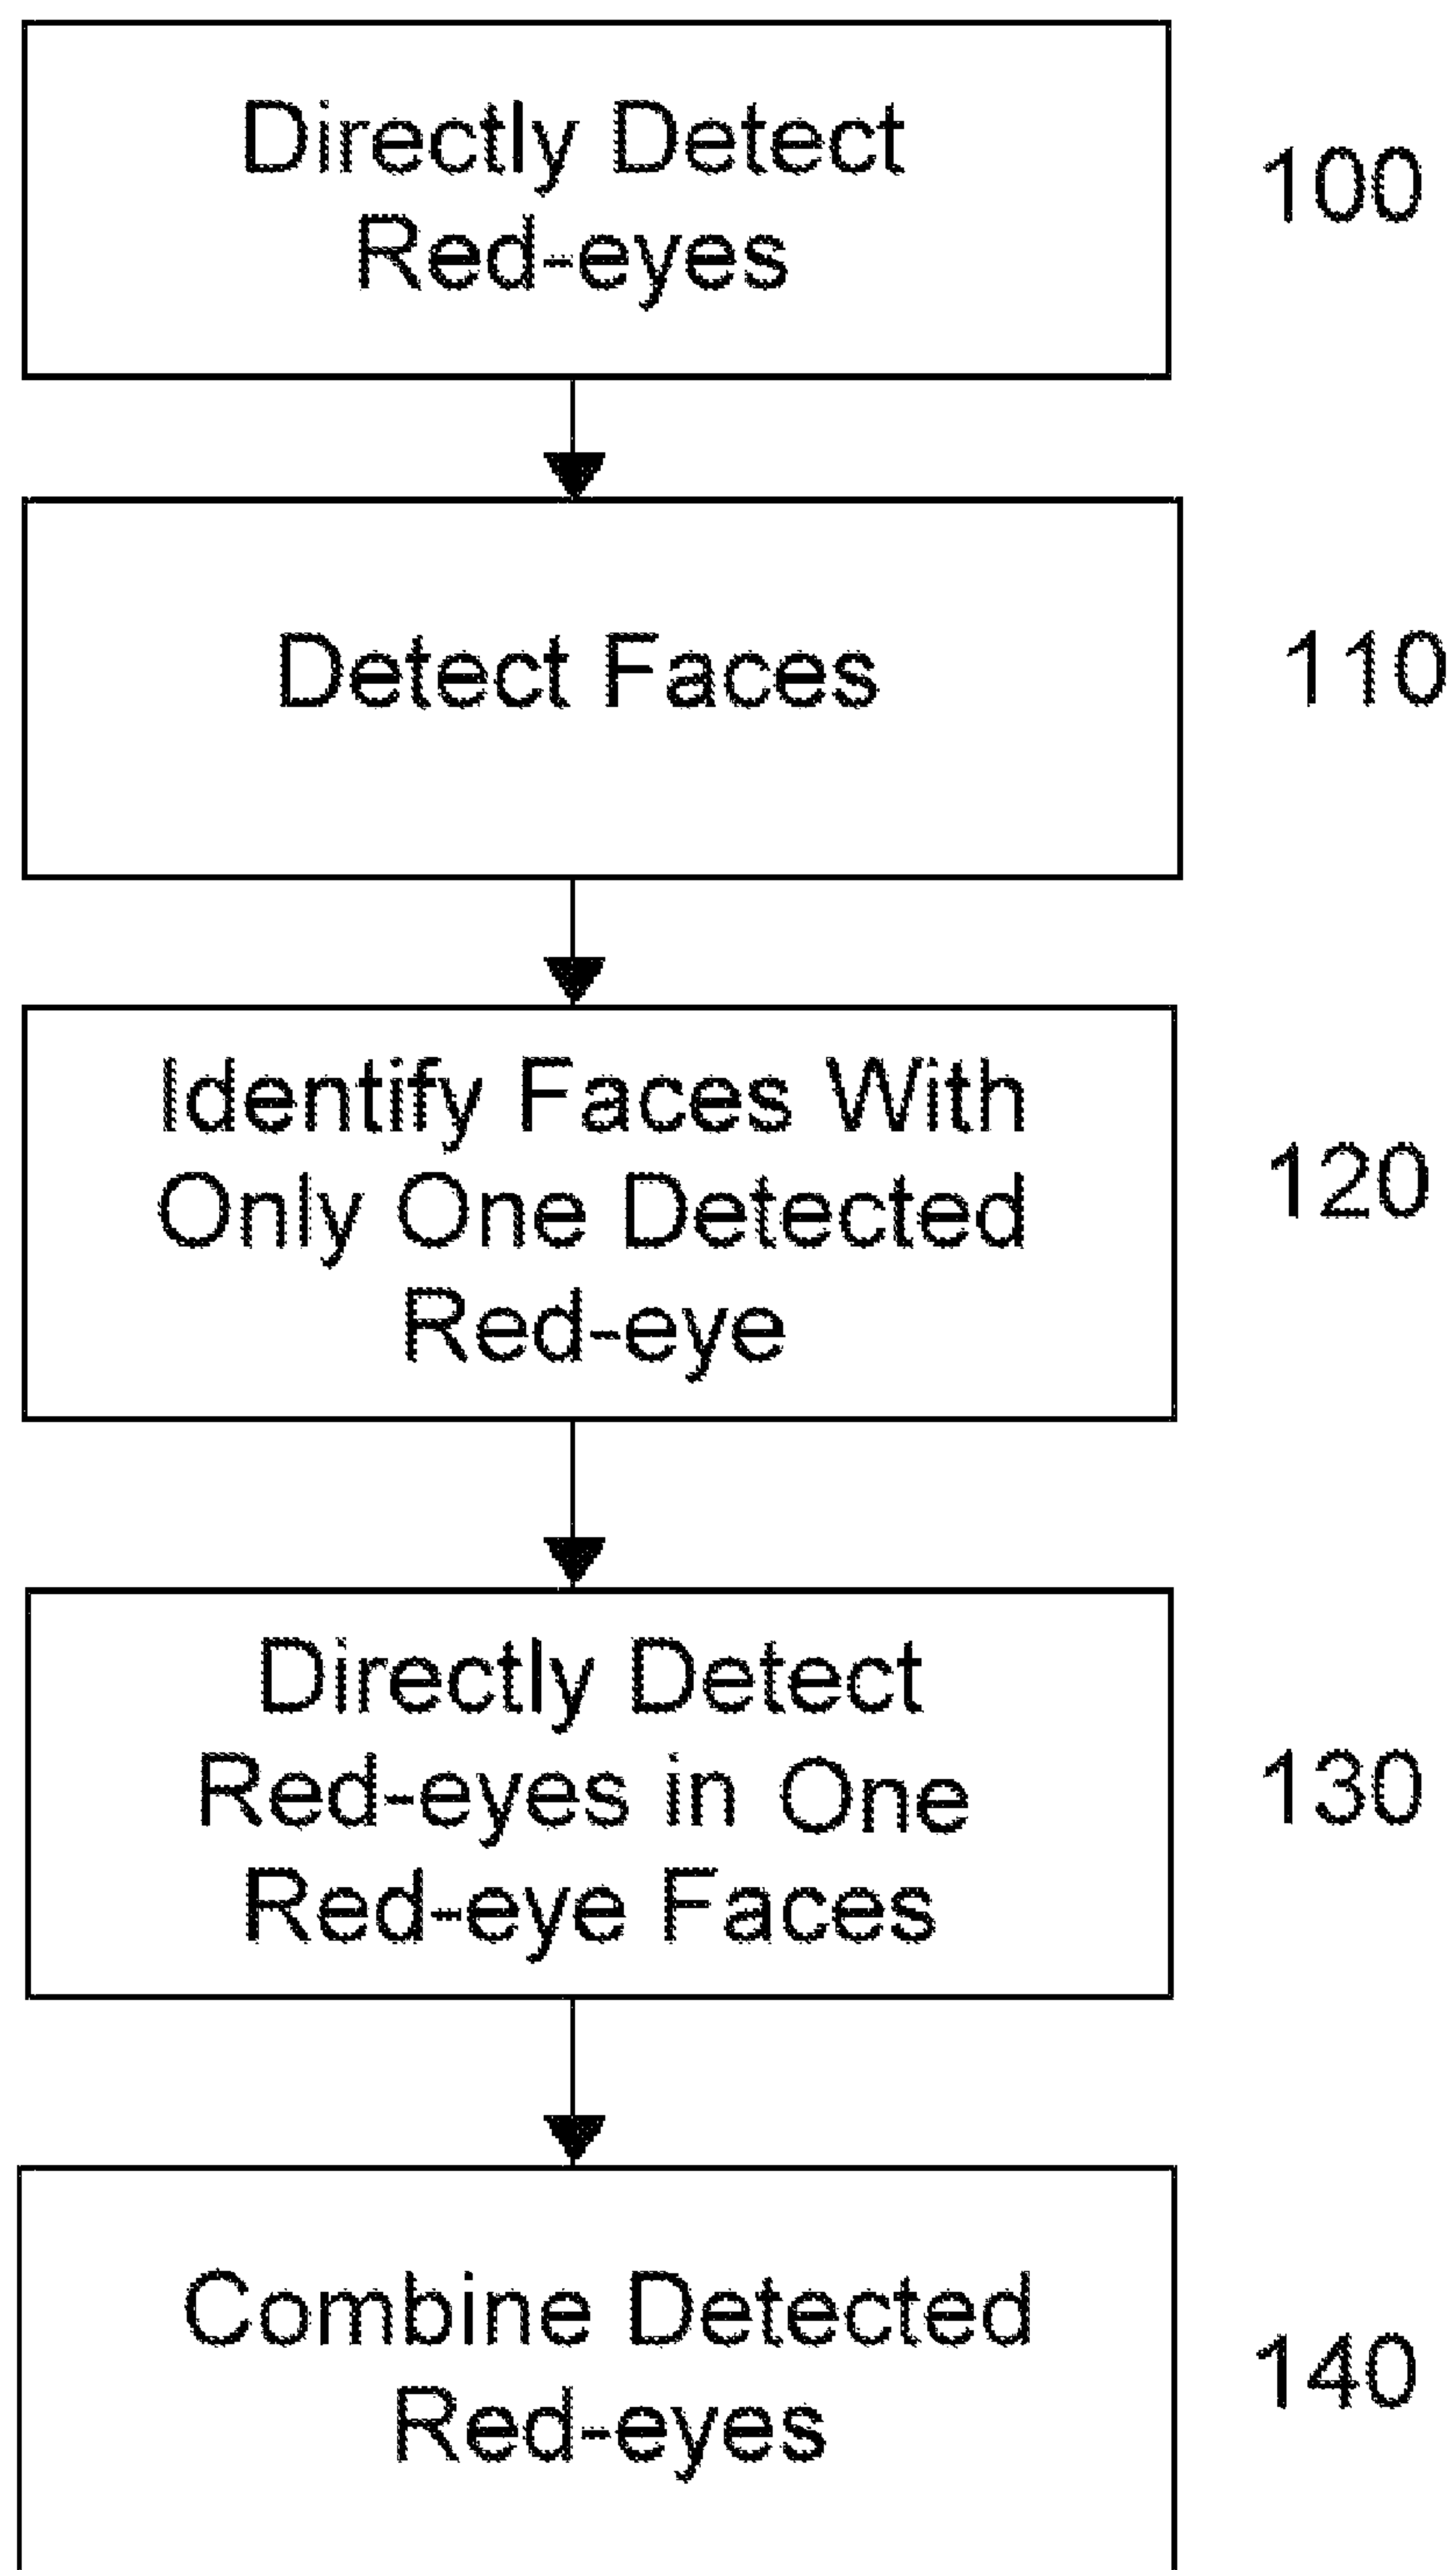 Directly Detect
Red-eyes
100
Detect Faces
110
Identify Faces With
Only One Detected
Red-eye
120
Directly Detect
Red-eyes in One
Red-eye Faces
130
Combine Detected
Red-eyes
140